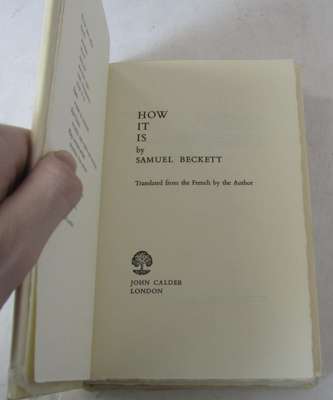 HOW
IT
IS
by
SAMUEL BECKETT
Translated from the French by the Author
JOHN CALDER
LONDON